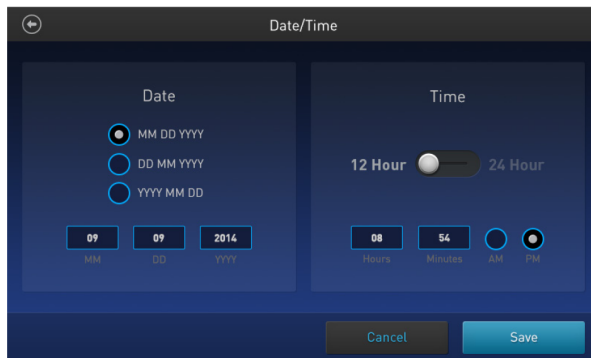 Date/Time
Date
MM DD YYYY
DD MM YYYY
YYYY MM DD
09 09 2014
MM DD YYYY
Time
12 Hour 24 Hour
08 54
Hours Minutes AM PM
Cancel Save